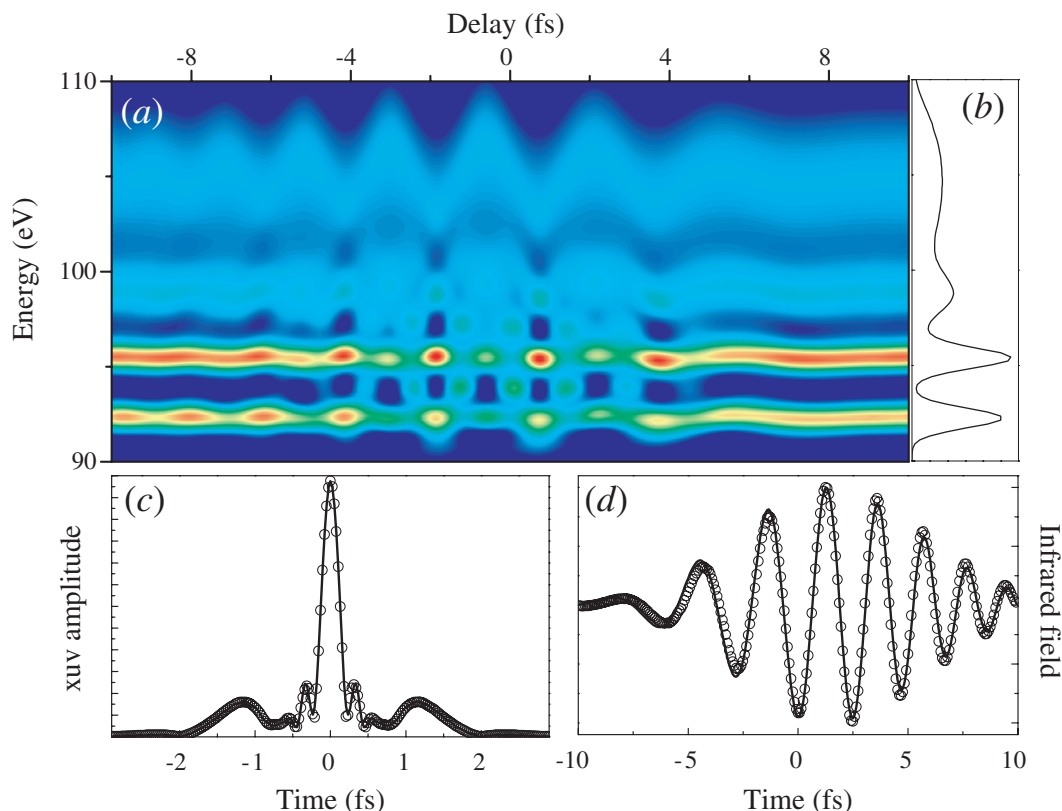 Delay (fs)
-8 -4 0 4 8
110
(a)
(b)
Energy (eV)
100
90
(c)
(d)
xuv amplitude
Infrared field
-2 -1 0 1 2
-10 -5 0 5 10
Time (fs)
Time (fs)